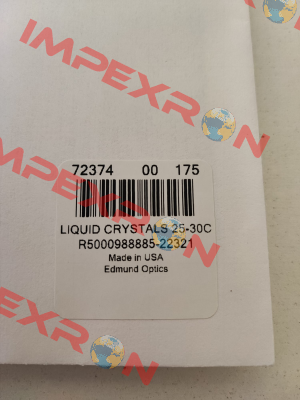 IMPEXRON
72374 00 175
LIQUID CRYSTALS 25-30C
R5000988885-22321
Made in USA
Edmund Optics
IMPEXRON
IMPEXRON